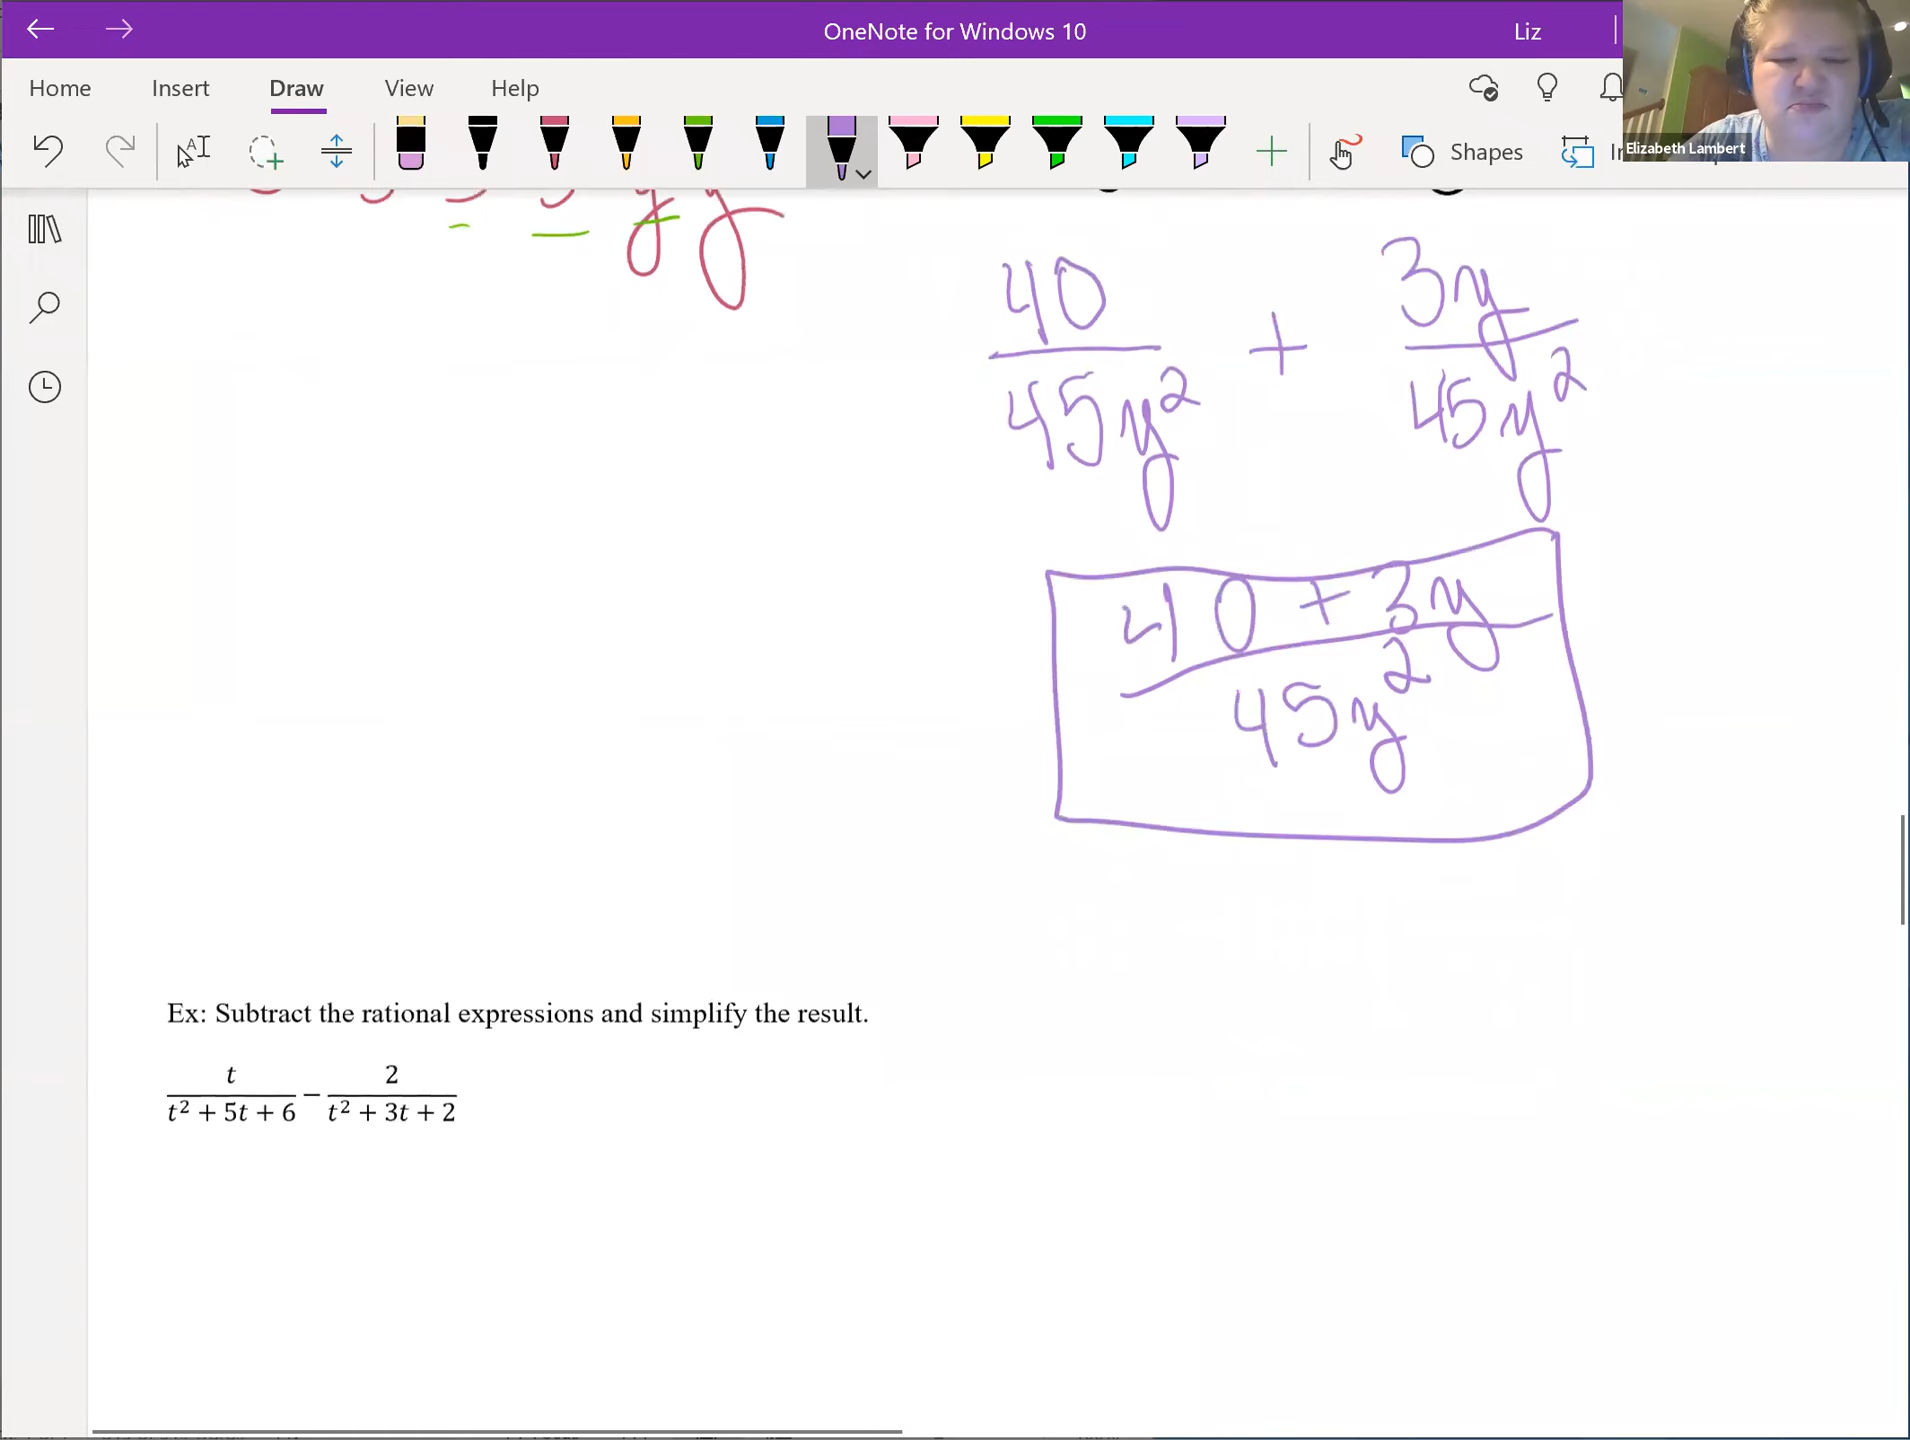 OneNote for Windows 10
Liz
Home Insert Draw View Help
Shapes
Elizabeth Lambert
40/45y² + 3y/45y²
40 + 3y/45y²
Ex: Subtract the rational expressions and simplify the result.
t/t² + 5t + 6 − 2/t² + 3t + 2